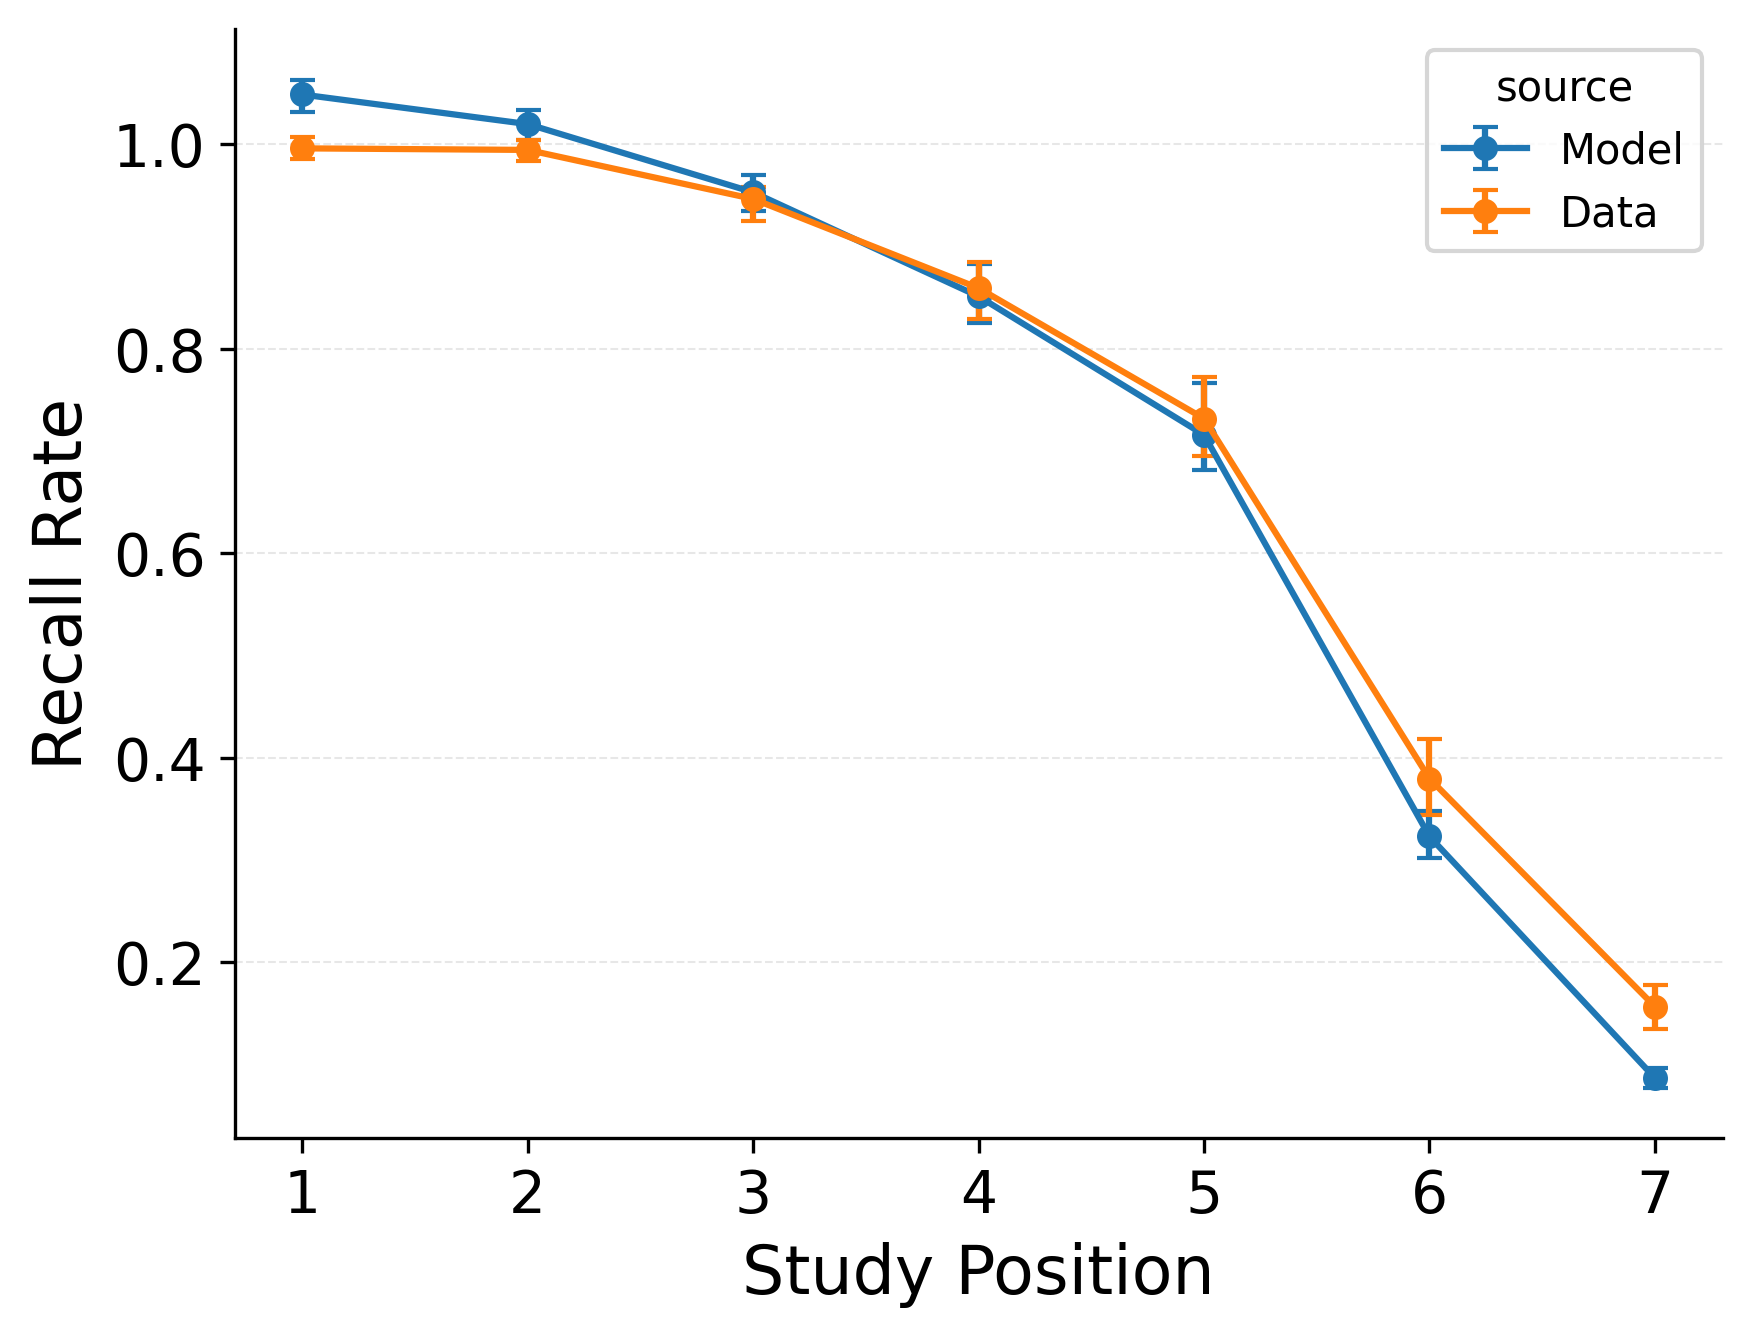 source
Model
Data
1.0
0.8
0.6
0.4
0.2
Recall Rate
1 2 3 4 5 6 7
Study Position